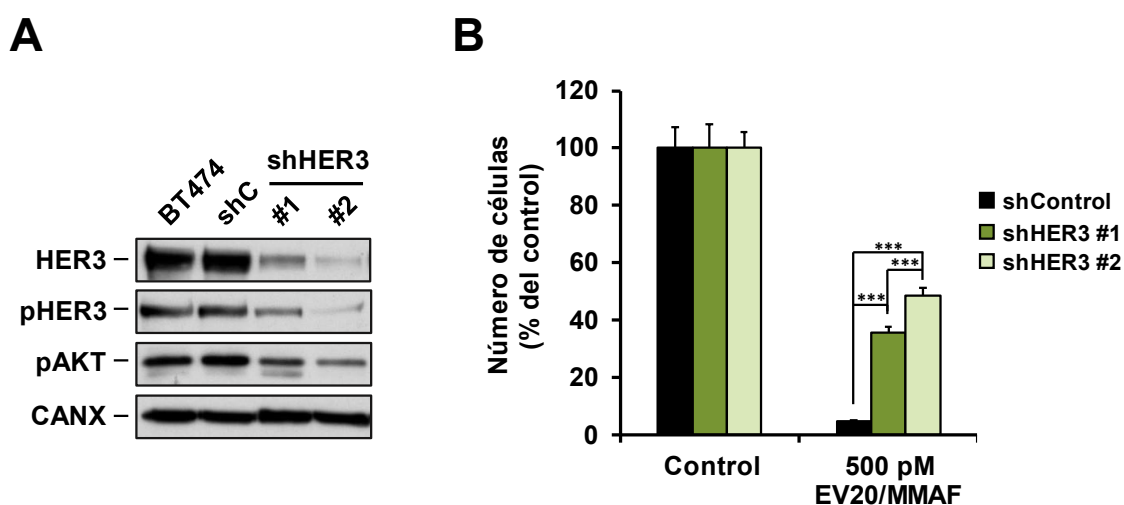 A
BT474
shC
shHER3
#1
#2
HER3
pHER3
pAKT
CANX
B
Número de células
(% del control)
120
100
80
60
40
20
0
***
***
***
Control
500 pM
EV20/MMAF
shControl
shHER3 #1
shHER3 #2